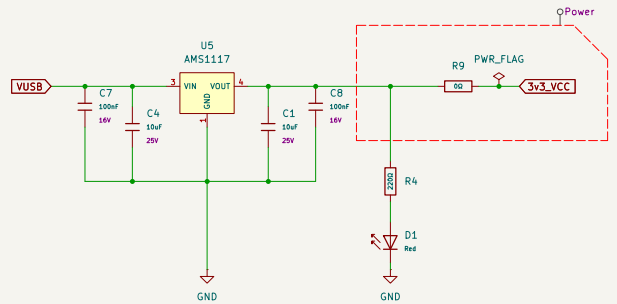 Power
U5
AMS1117
R9
PWR_FLAG
VUSB
3
VIN
VOUT
4
GND
1
0Ω
3v3_VCC
C7
100nF
16V
C4
10uF
25V
C1
10uF
25V
C8
100nF
16V
220Ω
R4
D1
Red
GND
GND